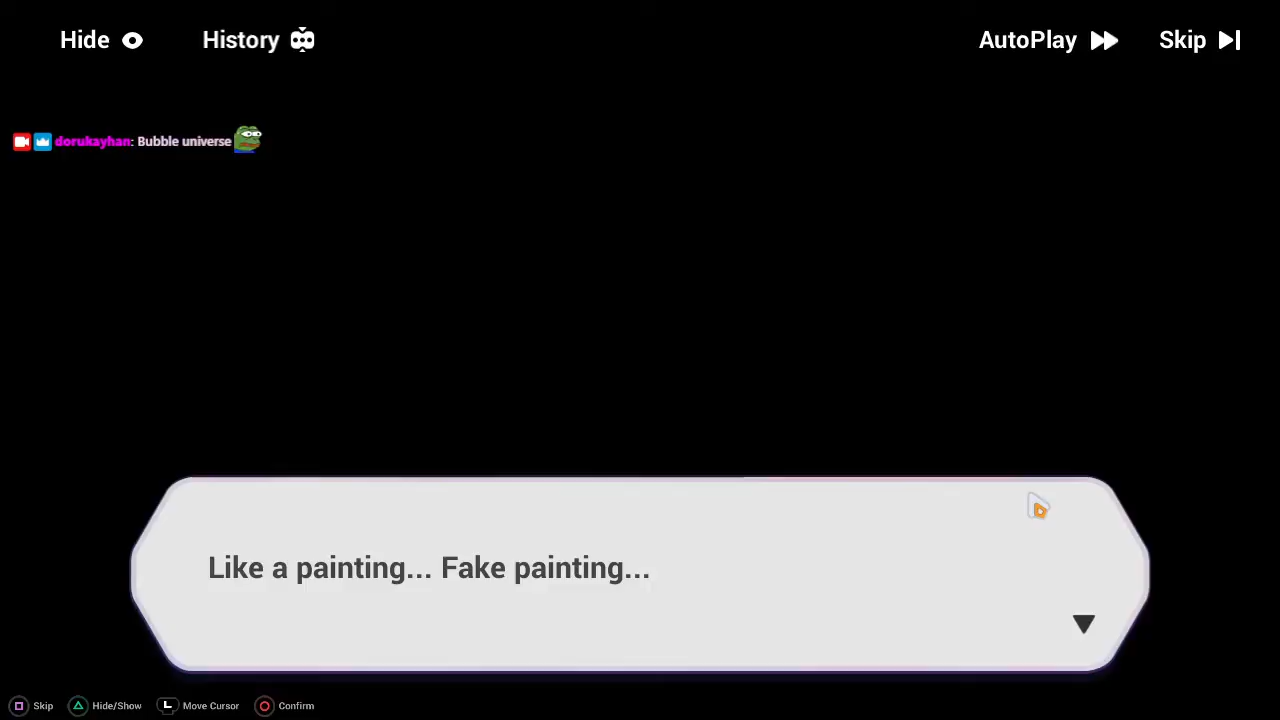 Hide
History
AutoPlay
Skip
dorukayhan: Bubble universe
Like a painting... Fake painting...
Skip
Hide/Show
L Move Cursor
Confirm